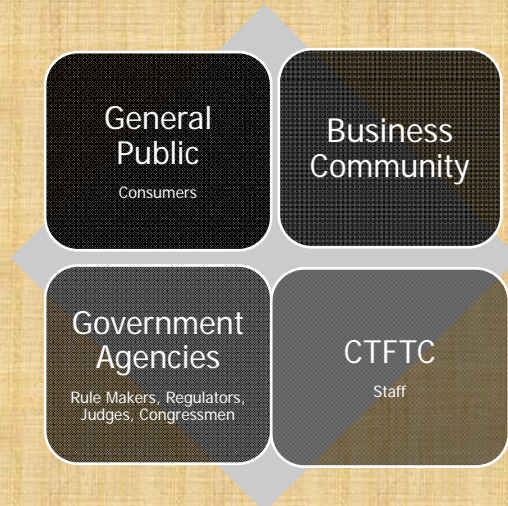 General
Public
Consumers
Business
Community
Government
Agencies
Rule Makers, Regulators,
Judges, Congressmen
CTFTC
Staff